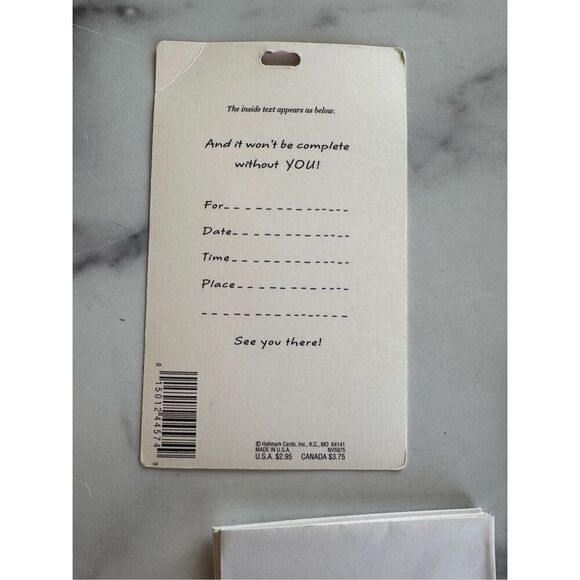 The inside text appears as below.
And it won't be complete
without YOU!
For
Date
Time
Place
See you there!
0 15012 44574 9
© Hallmark Cards, Inc., K.C., MO 64141
MADE IN U.S.A. NV5975
U.S.A. $2.95 CANADA $3.75